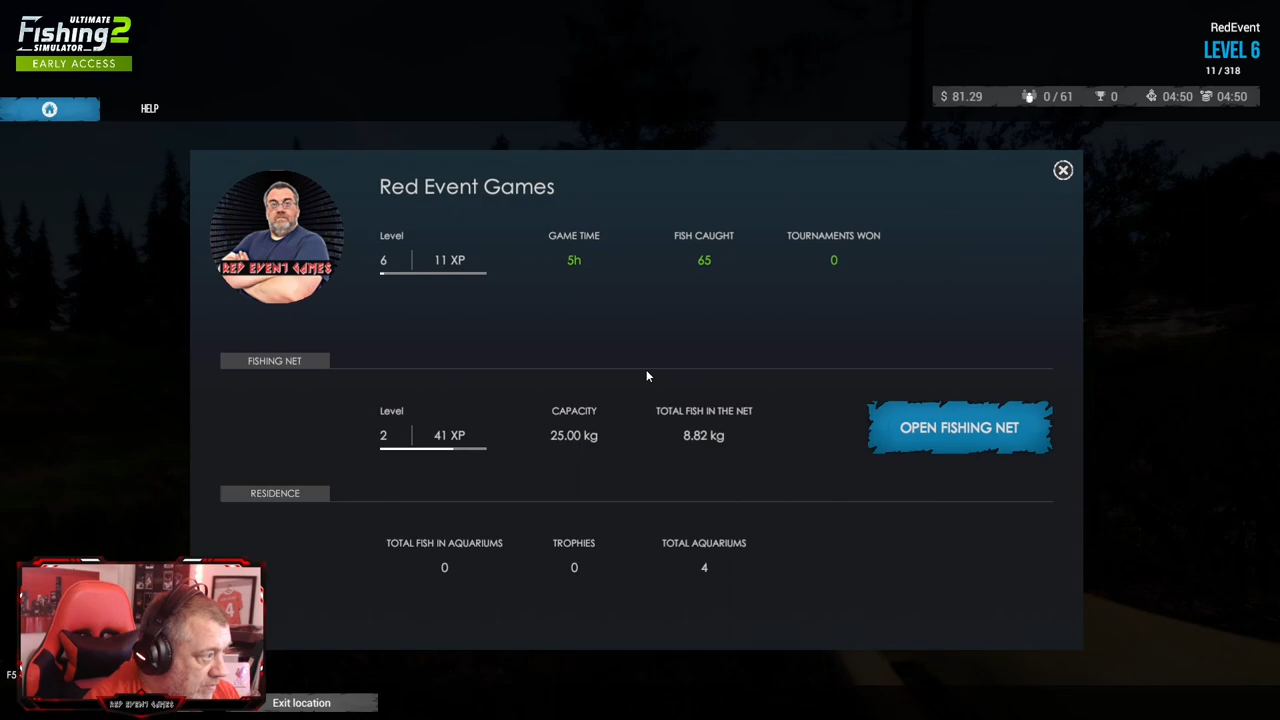 ULTIMATE
Fishing 2
SIMULATOR
EARLY ACCESS
RedEvent
LEVEL 6
11 / 318
$ 81.29 0 / 61 0 04:50 04:50
HELP
Red Event Games
RED EVENT GAMES
Level GAME TIME FISH CAUGHT TOURNAMENTS WON
6 11 XP 5h 65 0
FISHING NET
Level CAPACITY TOTAL FISH IN THE NET
2 41 XP 25.00 kg 8.82 kg
OPEN FISHING NET
RESIDENCE
TOTAL FISH IN AQUARIUMS TROPHIES TOTAL AQUARIUMS
0 0 4
4
F5
RED EVENT GAMES
Exit location